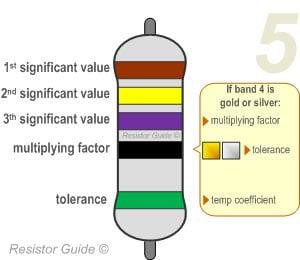 5
1st significant value
2nd significant value
3th significant value
Resistor Guide ©
multiplying factor
tolerance
If band 4 is
gold or silver:
multiplying factor
tolerance
temp coefficient
Resistor Guide ©